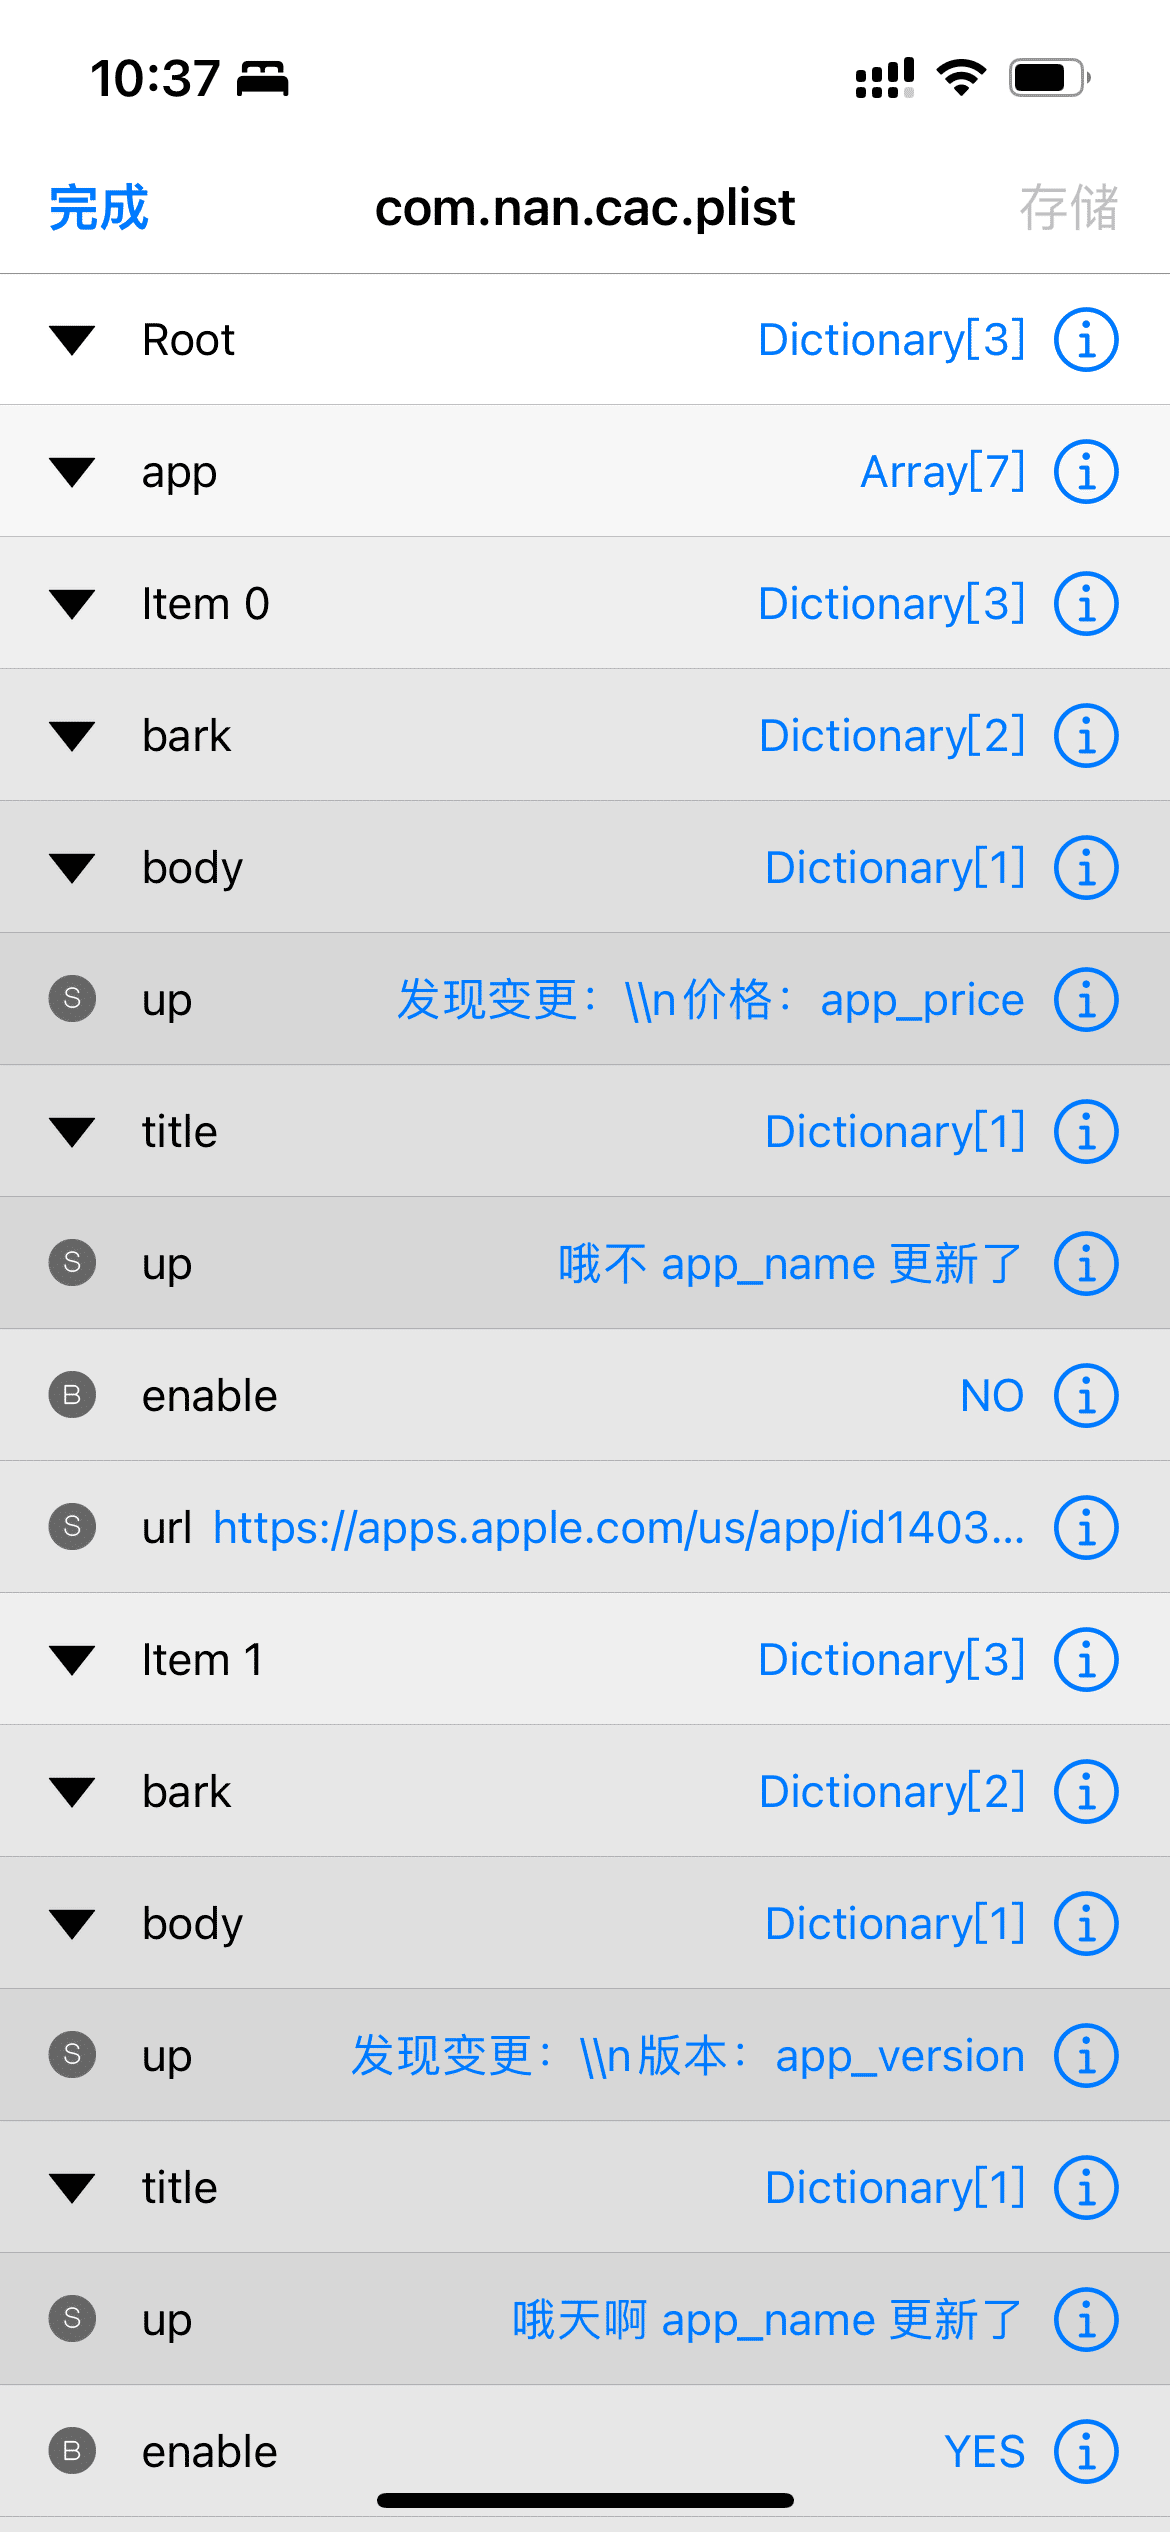 10:37
完成 com.nan.cac.plist 存储
Root Dictionary[3]
app Array[7]
Item 0 Dictionary[3]
bark Dictionary[2]
body Dictionary[1]
S up 发现变更：\\n价格：app_price
title Dictionary[1]
S up 哦不 app_name 更新了
B enable NO
S url https://apps.apple.com/us/app/id1403...
Item 1 Dictionary[3]
bark Dictionary[2]
body Dictionary[1]
S up 发现变更：\\n版本：app_version
title Dictionary[1]
S up 哦天啊 app_name 更新了
B enable YES